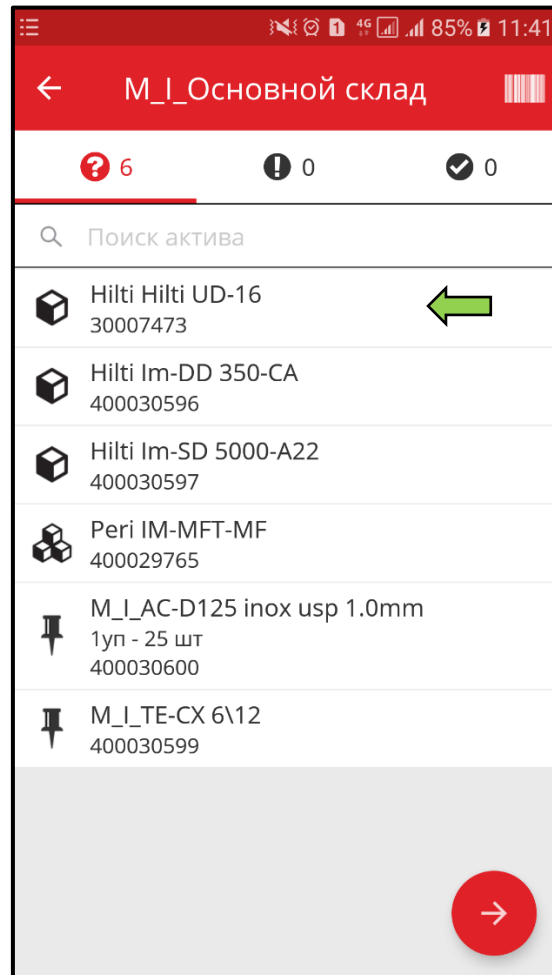 1 4G 85% 11:41
M_I_Основной склад
6 0 0
Поиск актива
Hilti Hilti UD-16
30007473
Hilti Im-DD 350-CA
400030596
Hilti Im-SD 5000-A22
400030597
Peri IM-MFT-MF
400029765
M_I_AC-D125 inox usp 1.0mm
1уп - 25 шт
400030600
M_I_TE-CX 6\12
400030599